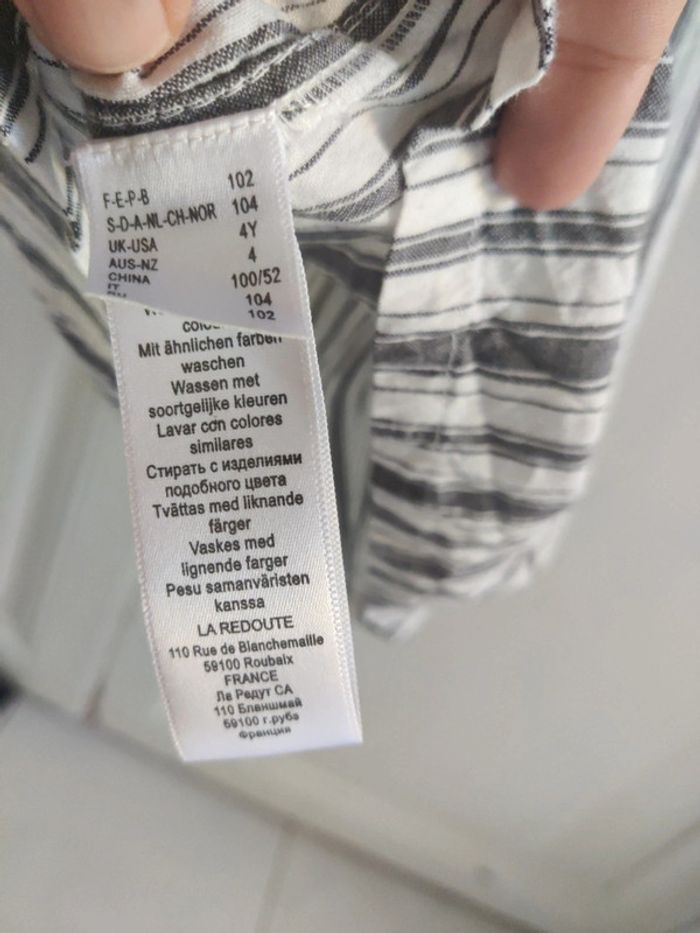 F-E-P-B 102
S-D-A-NL-CH-NOR 104
UK-USA 4Y
AUS-NZ 4
CHINA 100/52
IT 104
102
Mit ähnlichen farben
waschen
Wassen met
soortgelijke kleuren
Lavar con colores
similares
Стирать с изделиями
подобного цвета
Tvättas med liknande
färger
Vaskes med
lignende farger
Pesu samanväristen
kanssa
LA REDOUTE
110 Rue de Blanchemaille
59100 Roubaix
FRANCE
Ла Редут СА
110 Бланшмай
59100 г.рубэ
Франция